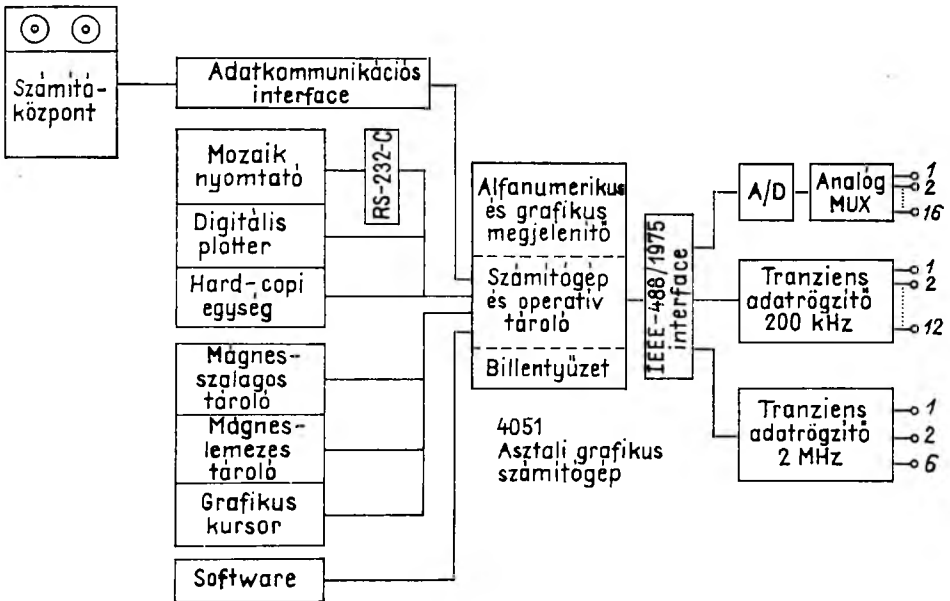 Számító-
központ
Adatkommunikációs
interface
Mozaik
nyomtató
RS-232-C
Digitális
plotter
Hard-copi
egység
Mágnes-
szalagos
tároló
Mágnes-
lemezes
tároló
Grafikus
kursor
Software
Alfanumerikus
és grafikus
megjelenítő
Számítógép
és operatív
tároló
Billentyűzet
4051
Asztali grafikus
számítógép
IEEE-488/1975
interface
A/D
Analóg
MUX
1
2
16
Tranziens
adatrögzítő
200 kHz
1
2
12
Tranziens
adatrögzítő
2 MHz
1
2
6